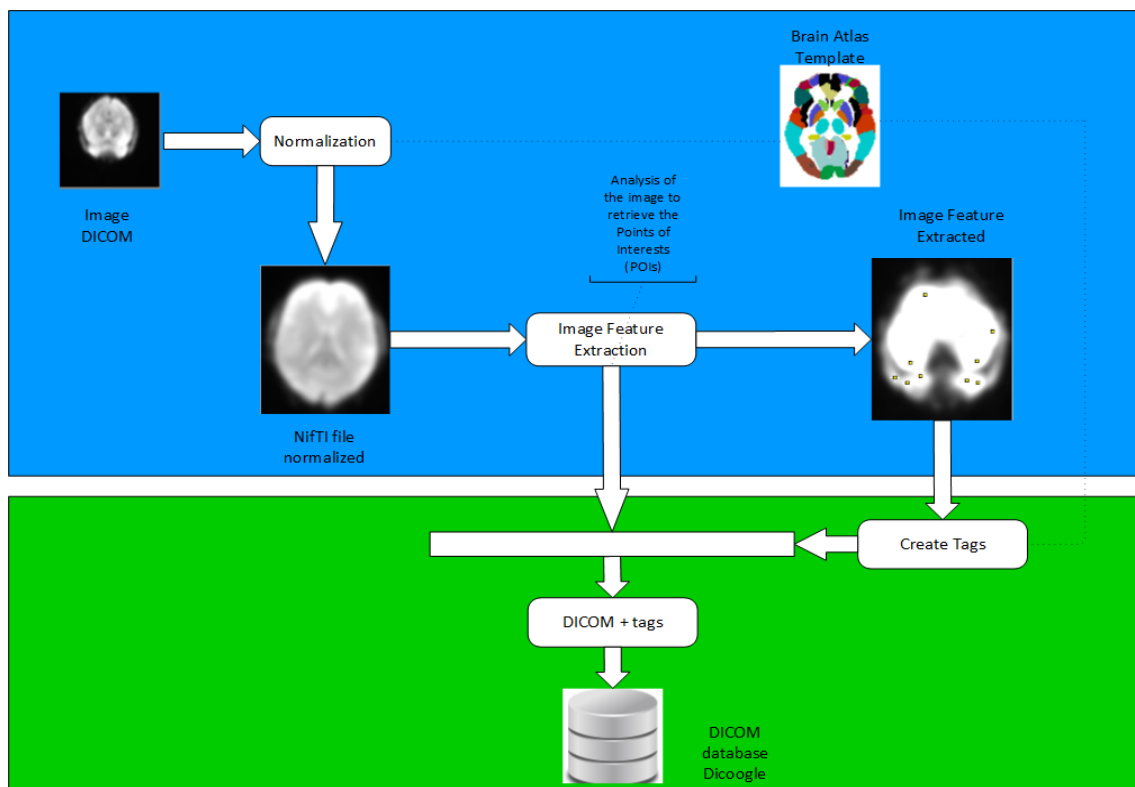 Brain Atlas
Template
Normalization
Image
DICOM
Analysis of
the image to
retrieve the
Points of
Interests
(POIs)
Image Feature
Extracted
Image Feature
Extraction
NifTI file
normalized
Create Tags
DICOM + tags
DICOM
database
Dicoogle